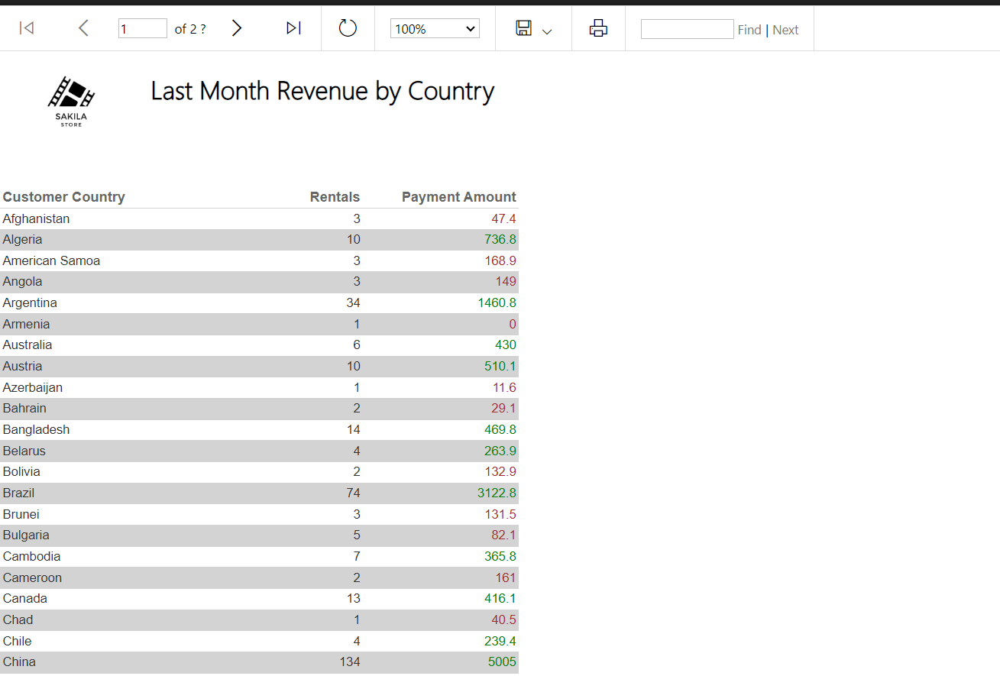 1 of 2 ? 100% Find | Next
SAKILA
STORE
Last Month Revenue by Country
Customer Country Rentals Payment Amount
Afghanistan 3 47.4
Algeria 10 736.8
American Samoa 3 168.9
Angola 3 149
Argentina 34 1460.8
Armenia 1 0
Australia 6 430
Austria 10 510.1
Azerbaijan 1 11.6
Bahrain 2 29.1
Bangladesh 14 469.8
Belarus 4 263.9
Bolivia 2 132.9
Brazil 74 3122.8
Brunei 3 131.5
Bulgaria 5 82.1
Cambodia 7 365.8
Cameroon 2 161
Canada 13 416.1
Chad 1 40.5
Chile 4 239.4
China 134 5005